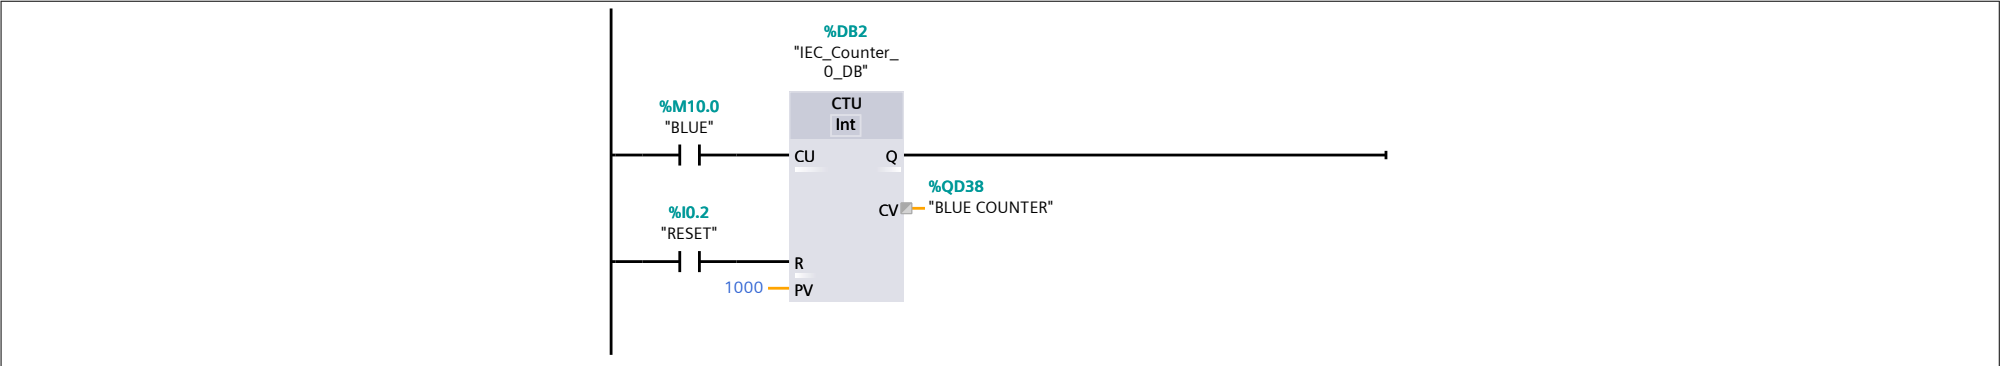 %DB2
"IEC_Counter_
0_DB"
CTU
Int
%M10.0
"BLUE"
CU
Q
%QD38
"BLUE COUNTER"
CV
%I0.2
"RESET"
R
1000
PV